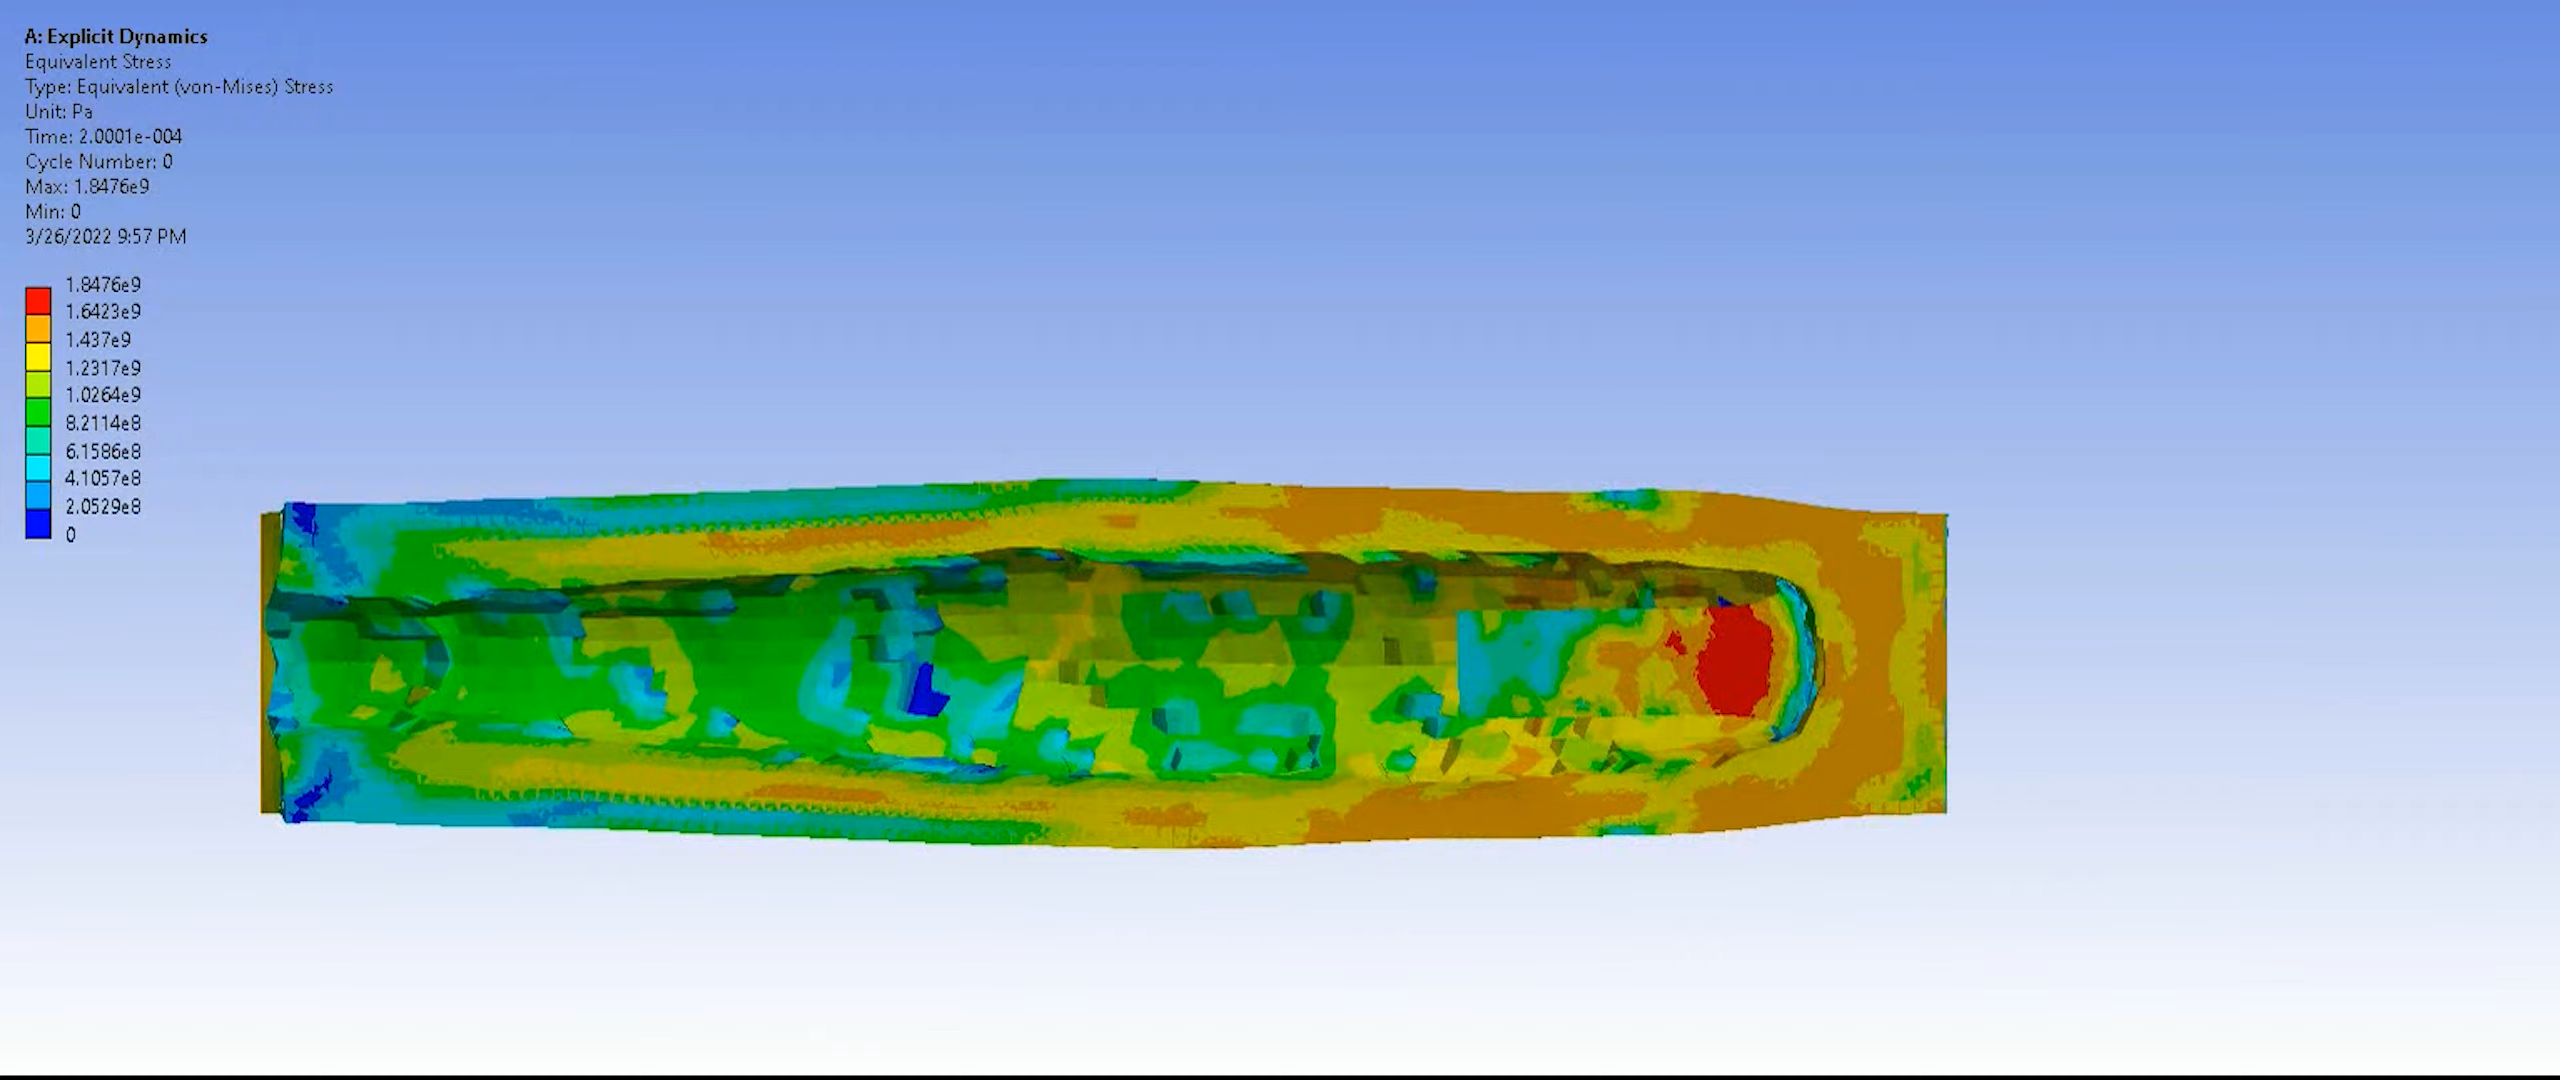 A: Explicit Dynamics
Equivalent Stress
Type: Equivalent (von-Mises) Stress
Unit: Pa
Time: 2.0001e-004
Cycle Number: 0
Max: 1.8476e9
Min: 0
3/26/2022 9:57 PM
1.8476e9
1.6423e9
1.437e9
1.2317e9
1.0264e9
8.2114e8
6.1586e8
4.1057e8
2.0529e8
0